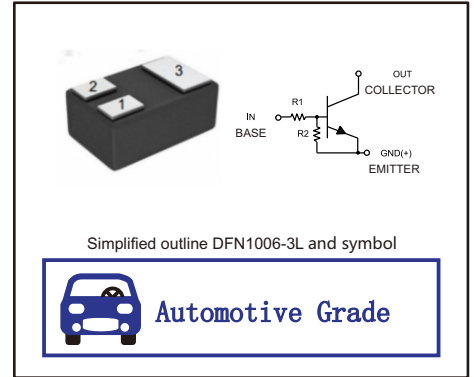 3
2
1
OUT
COLLECTOR
R1
IN
BASE
R2
GND(+)
EMITTER
Simplified outline DFN1006-3L and symbol
Automotive Grade